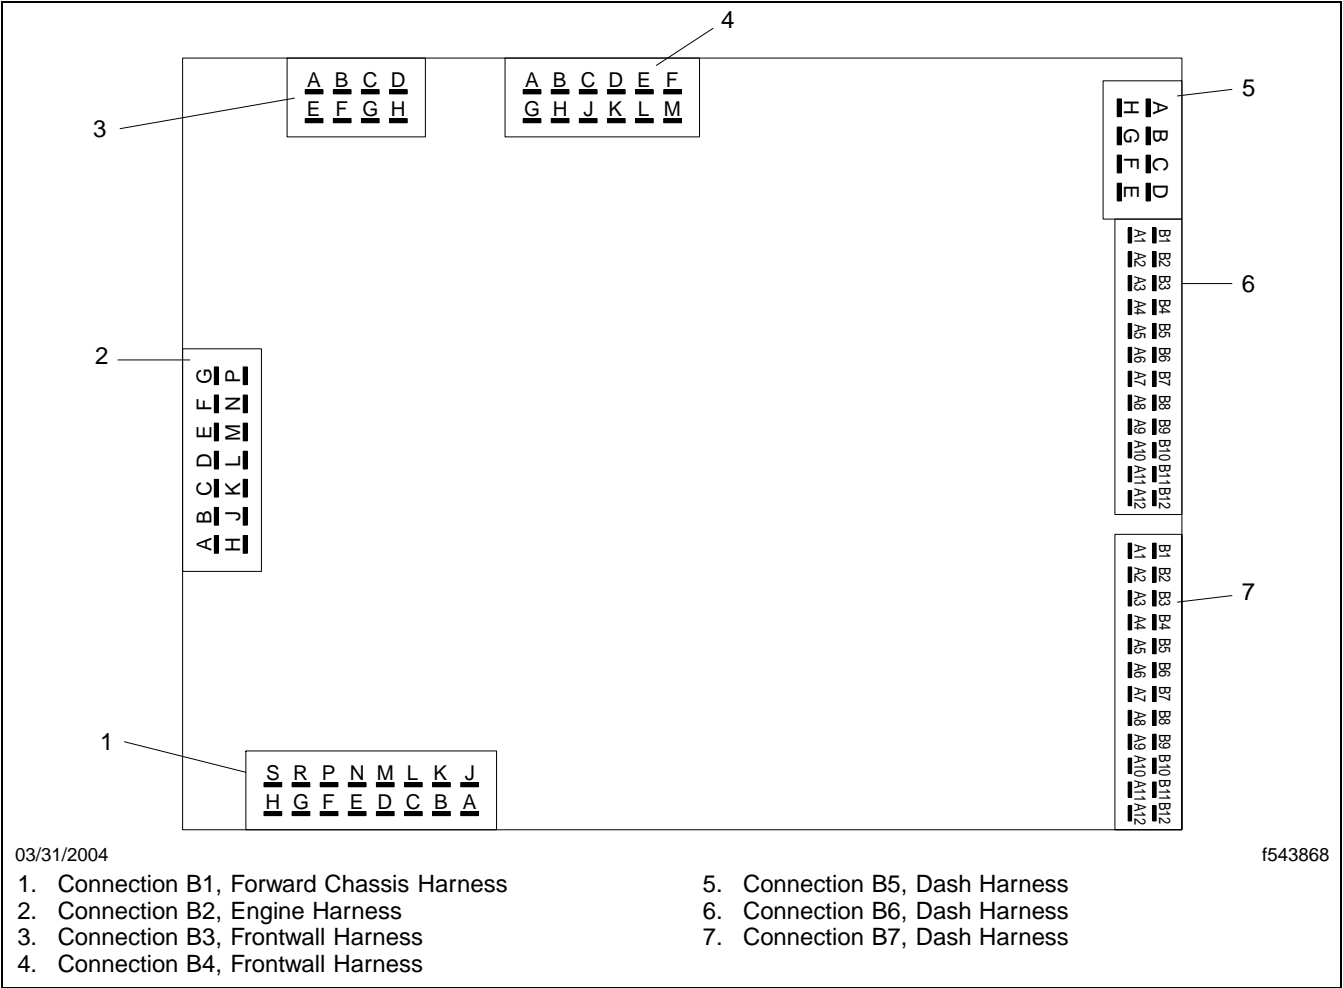 4
A B C D
E F G H
3
A B C D E F
G H J K L M
5
H A
G B
F C
E D
6
A1 B1
A2 B2
A3 B3
A4 B4
A5 B5
A6 B6
A7 B7
A8 B8
A9 B9
A10 B10
A11 B11
A12 B12
2
G P
F N
E M
D L
C K
B J
A H
7
A1 B1
A2 B2
A3 B3
A4 B4
A5 B5
A6 B6
A7 B7
A8 B8
A9 B9
A10 B10
A11 B11
A12 B12
1
S R P N M L K J
H G F E D C B A
03/31/2004
f543868
1. Connection B1, Forward Chassis Harness
2. Connection B2, Engine Harness
3. Connection B3, Frontwall Harness
4. Connection B4, Frontwall Harness
5. Connection B5, Dash Harness
6. Connection B6, Dash Harness
7. Connection B7, Dash Harness